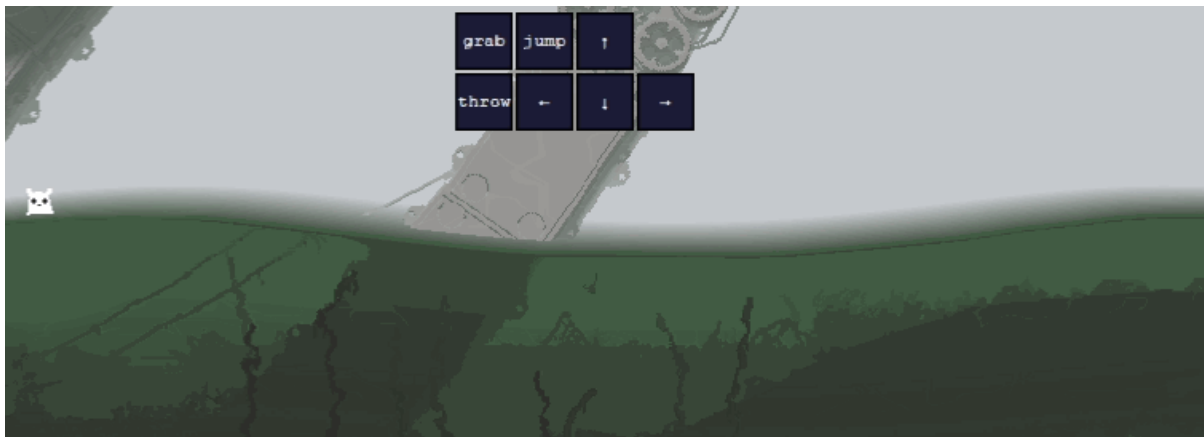 grab jump ↑
throw ← ↓ →